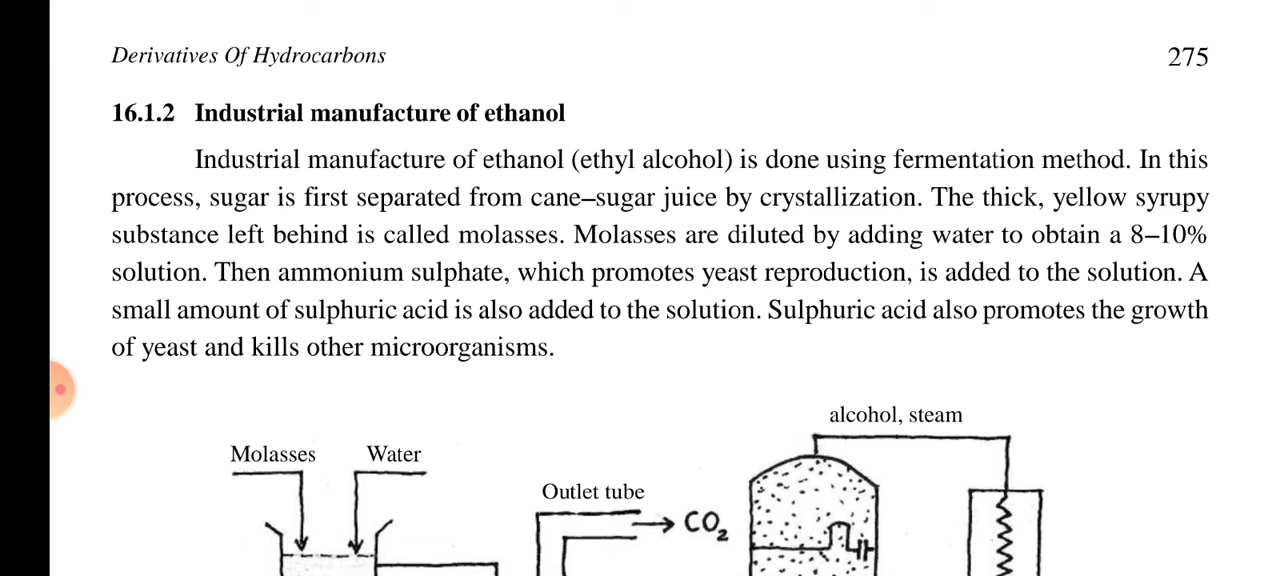 Derivatives Of Hydrocarbons 275
16.1.2 Industrial manufacture of ethanol
Industrial manufacture of ethanol (ethyl alcohol) is done using fermentation method. In this
process, sugar is first separated from cane–sugar juice by crystallization. The thick, yellow syrupy
substance left behind is called molasses. Molasses are diluted by adding water to obtain a 8–10%
solution. Then ammonium sulphate, which promotes yeast reproduction, is added to the solution. A
small amount of sulphuric acid is also added to the solution. Sulphuric acid also promotes the growth
of yeast and kills other microorganisms.
alcohol, steam
Molasses Water
Outlet tube
CO₂